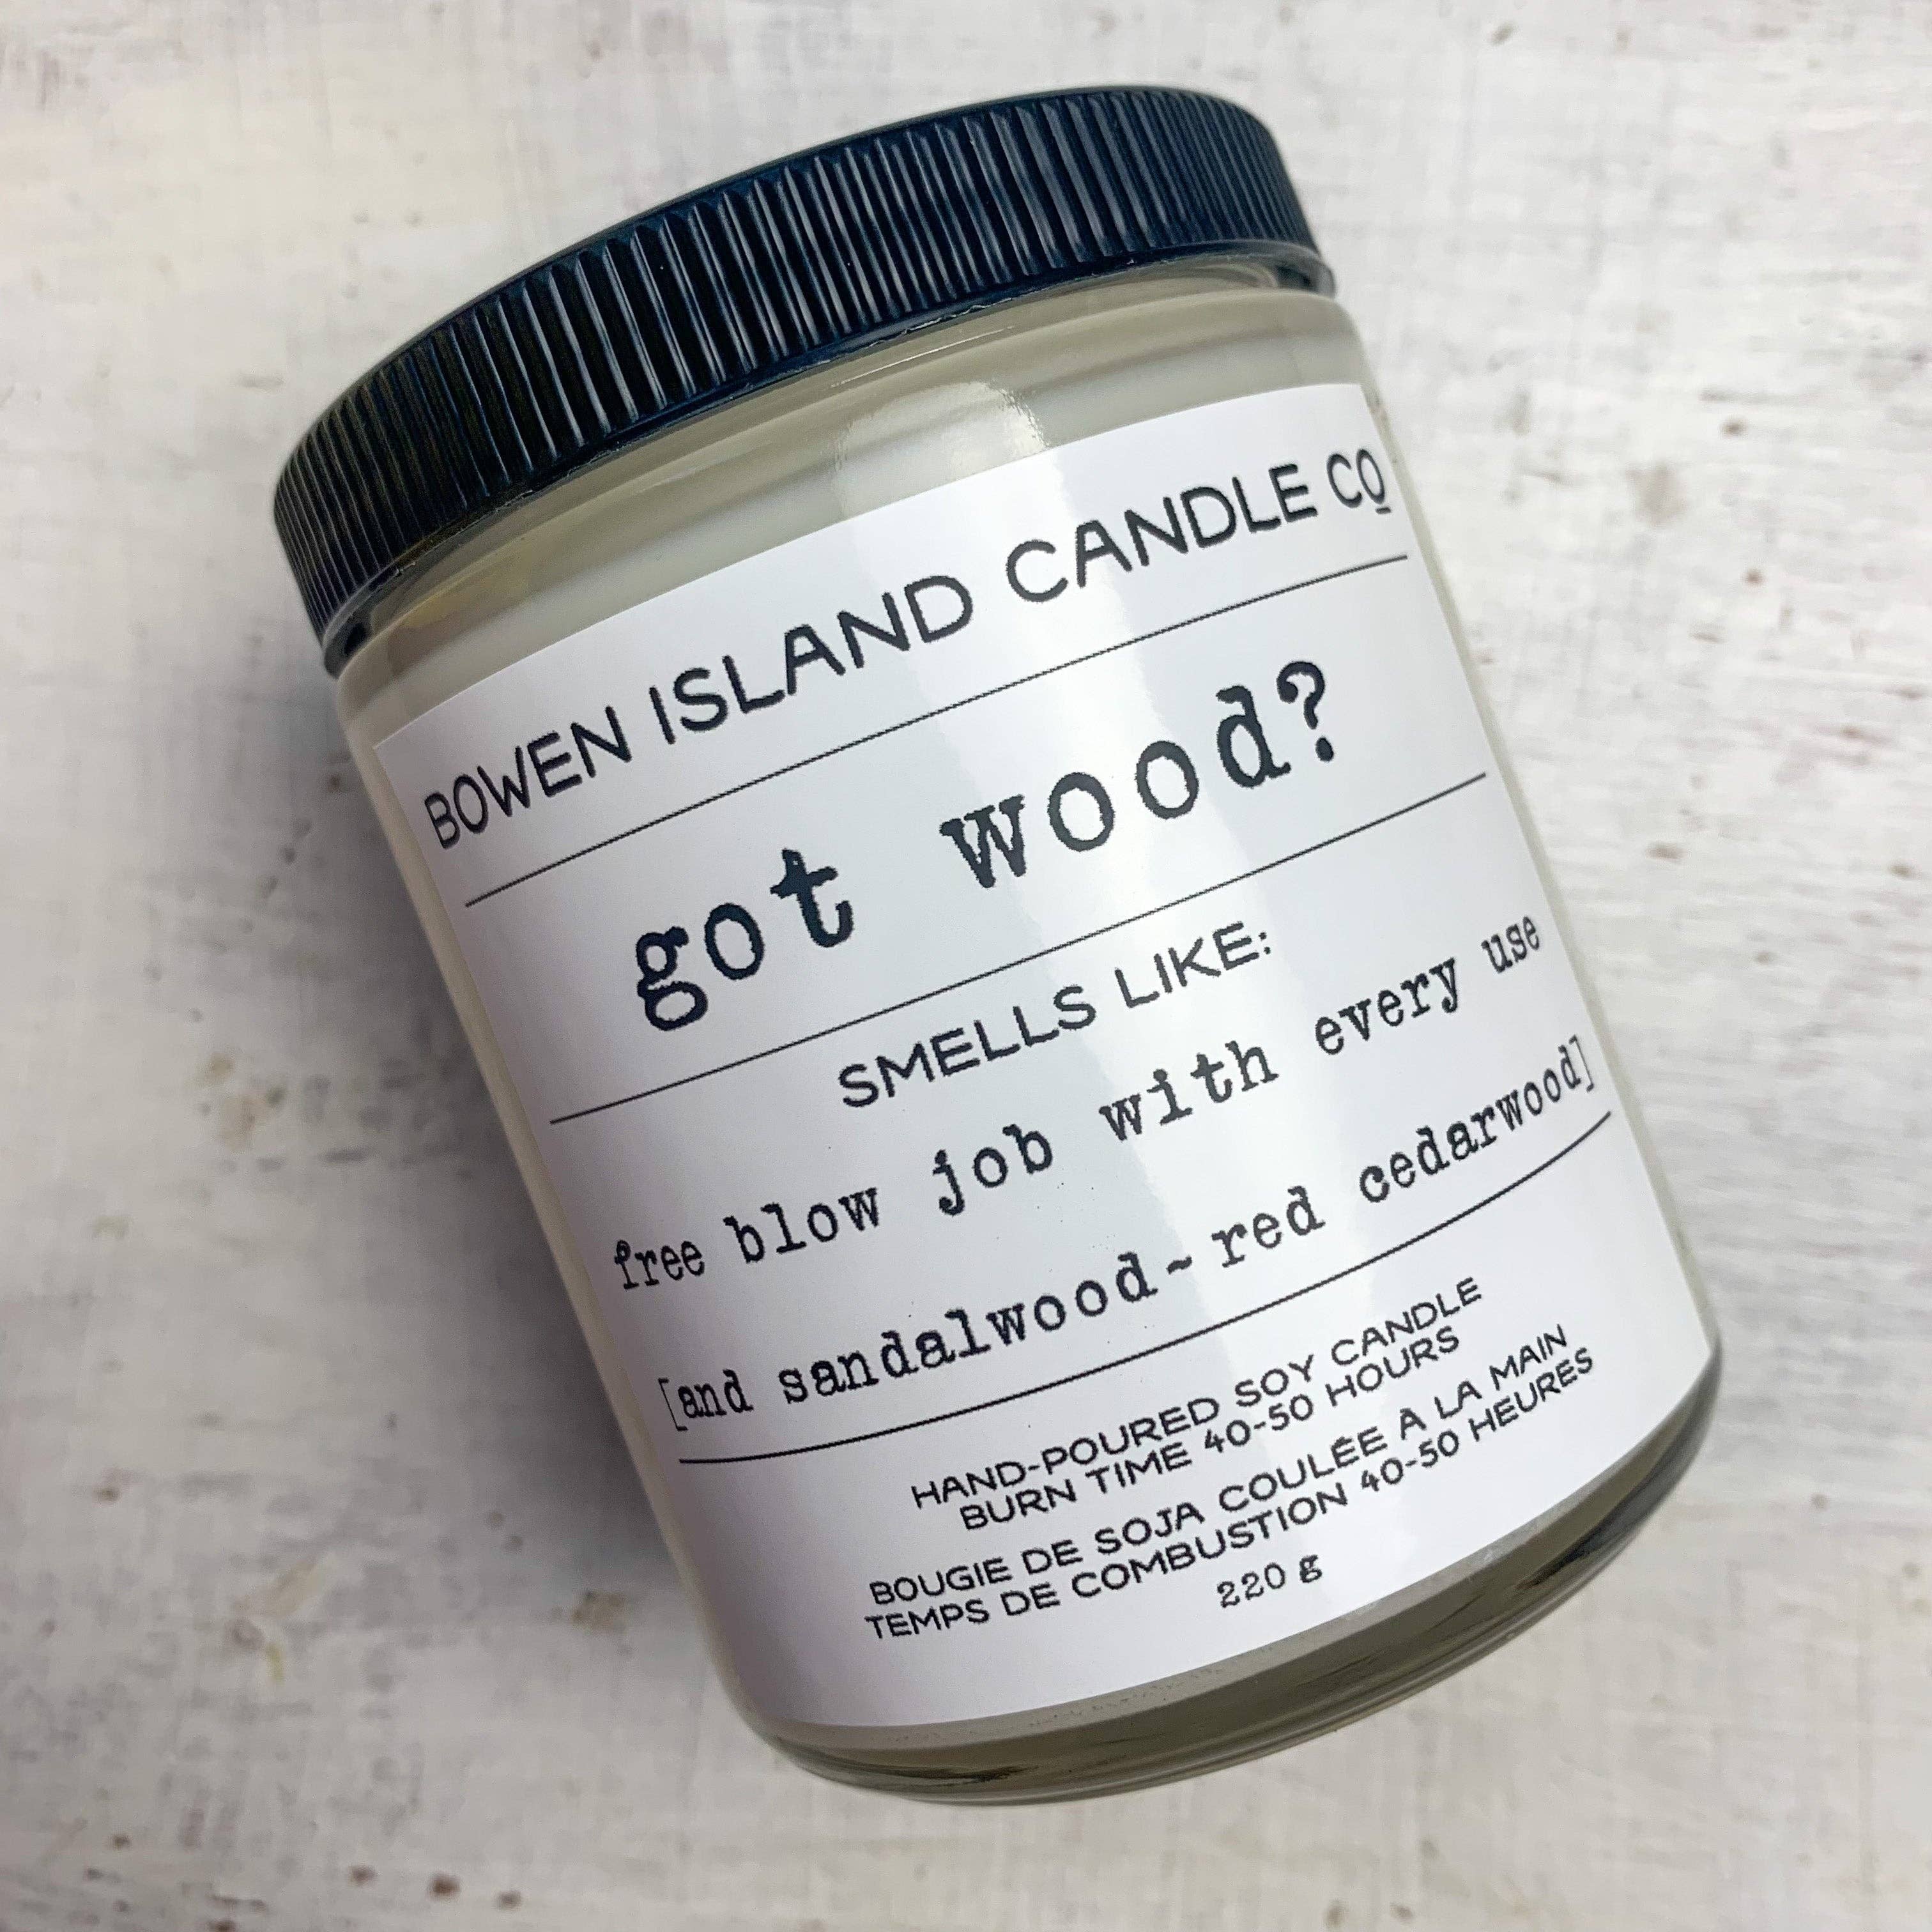 BOWEN ISLAND CANDLE CO
got wood?
SMELLS LIKE:
free blow job with every use
[and sandalwood~red cedarwood]
HAND-POURED SOY CANDLE
BURN TIME 40-50 HOURS
BOUGIE DE SOJA COULÉE À LA MAIN
TEMPS DE COMBUSTION 40-50 HEURES
220 g